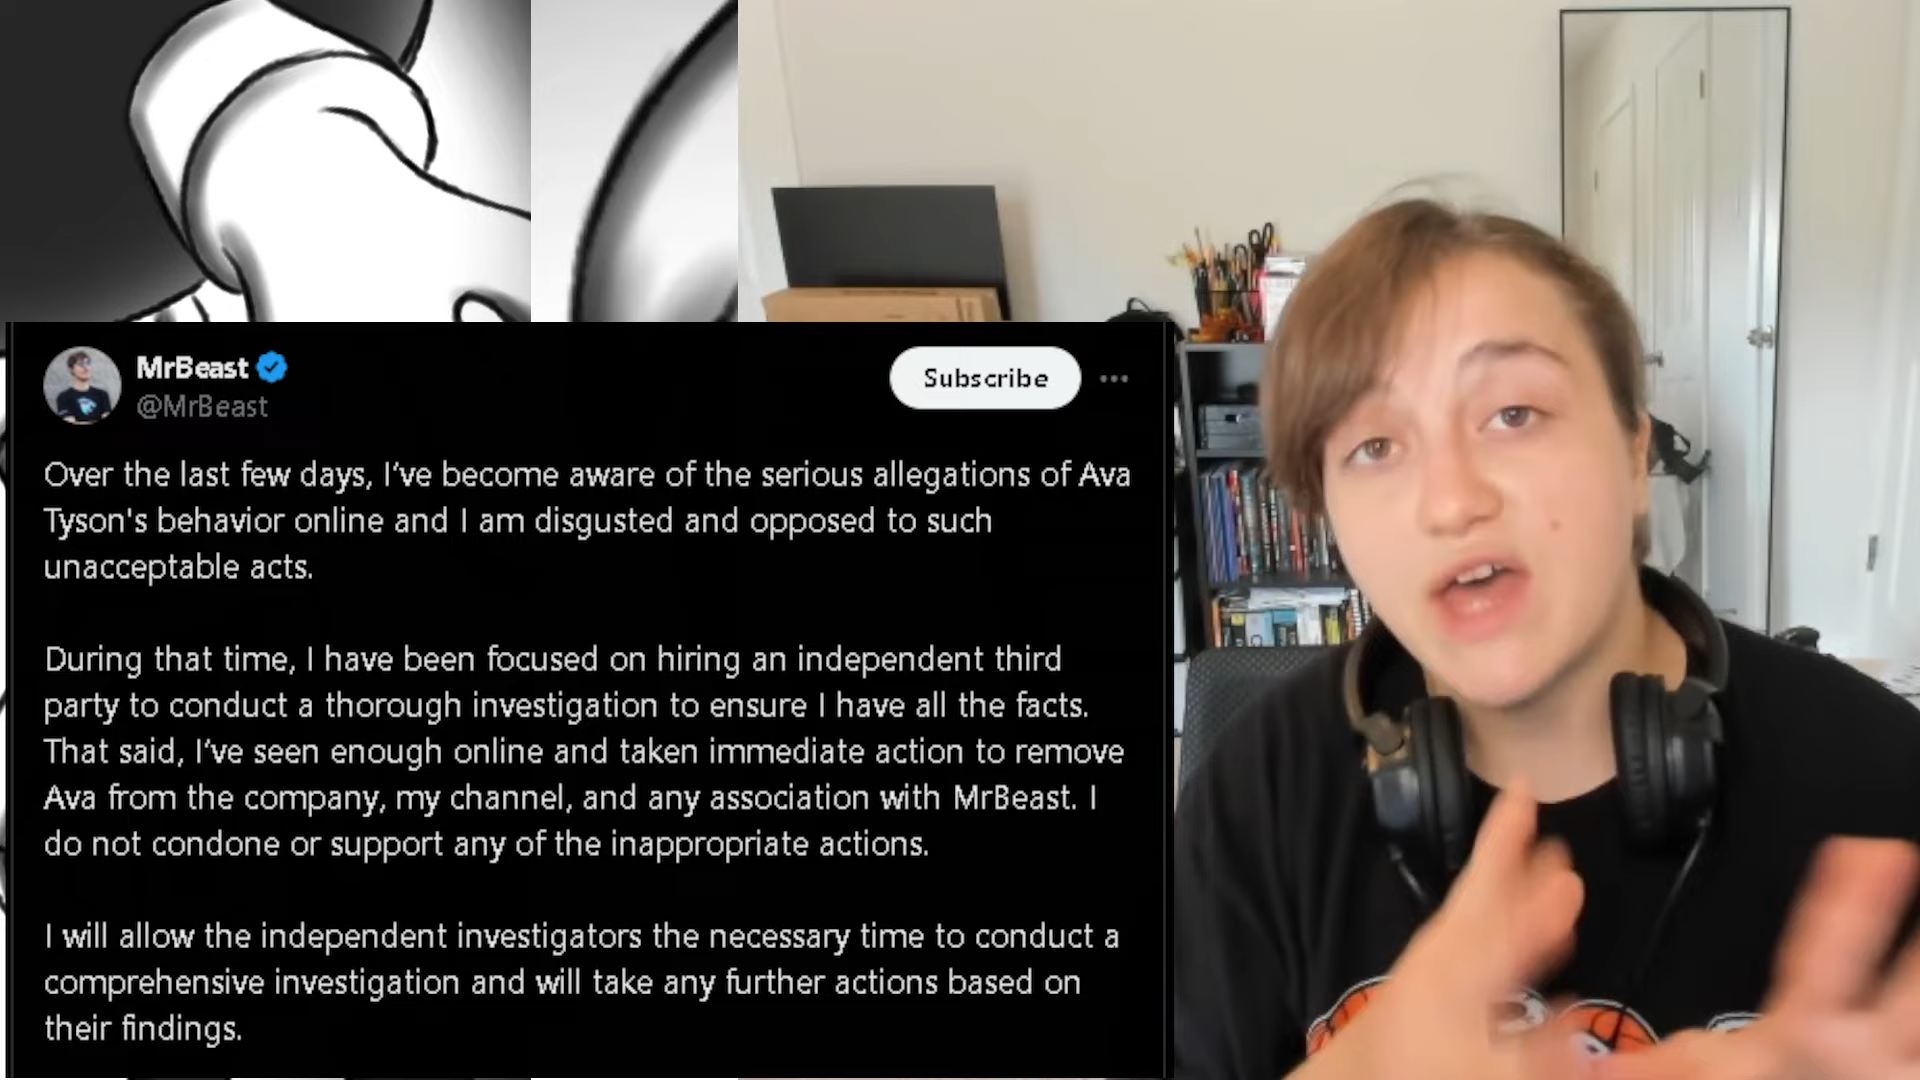 MrBeast
@MrBeast
Subscribe
Over the last few days, I've become aware of the serious allegations of Ava
Tyson's behavior online and I am disgusted and opposed to such
unacceptable acts.
During that time, I have been focused on hiring an independent third
party to conduct a thorough investigation to ensure I have all the facts.
That said, I've seen enough online and taken immediate action to remove
Ava from the company, my channel, and any association with MrBeast. I
do not condone or support any of the inappropriate actions.
I will allow the independent investigators the necessary time to conduct a
comprehensive investigation and will take any further actions based on
their findings.